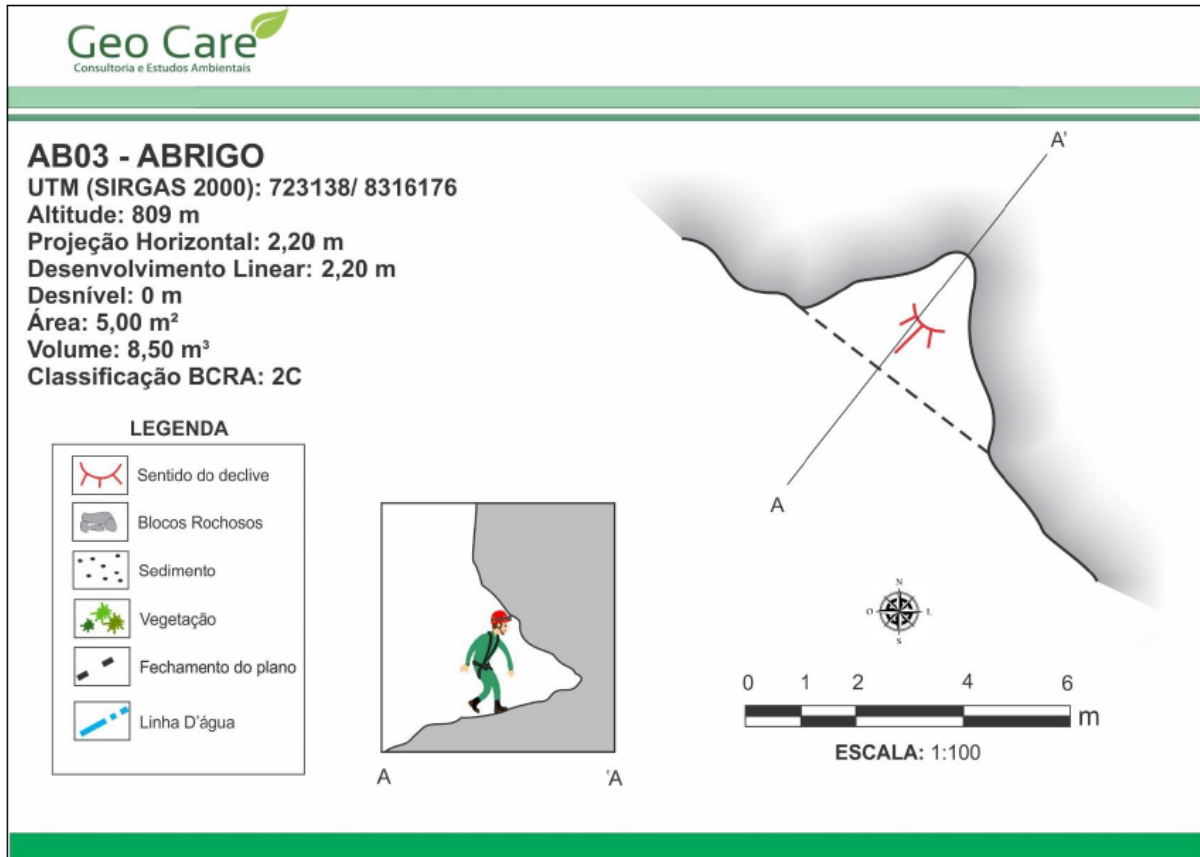 Geo Care
Consultoria e Estudos Ambientais
AB03 - ABRIGO
UTM (SIRGAS 2000): 723138/ 8316176
Altitude: 809 m
Projeção Horizontal: 2,20 m
Desenvolvimento Linear: 2,20 m
Desnível: 0 m
Área: 5,00 m²
Volume: 8,50 m³
Classificação BCRA: 2C
LEGENDA
Sentido do declive
Blocos Rochosos
Sedimento
Vegetação
Fechamento do plano
Linha D'água
A
'A
A'
A
N
O L
S
0 1 2 4 6
m
ESCALA: 1:100